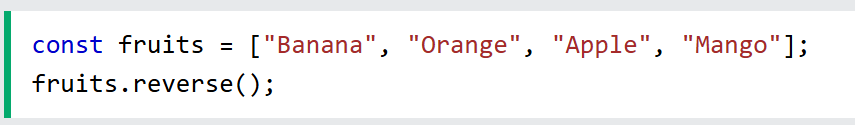 const fruits = ["Banana", "Orange", "Apple", "Mango"];
fruits.reverse();